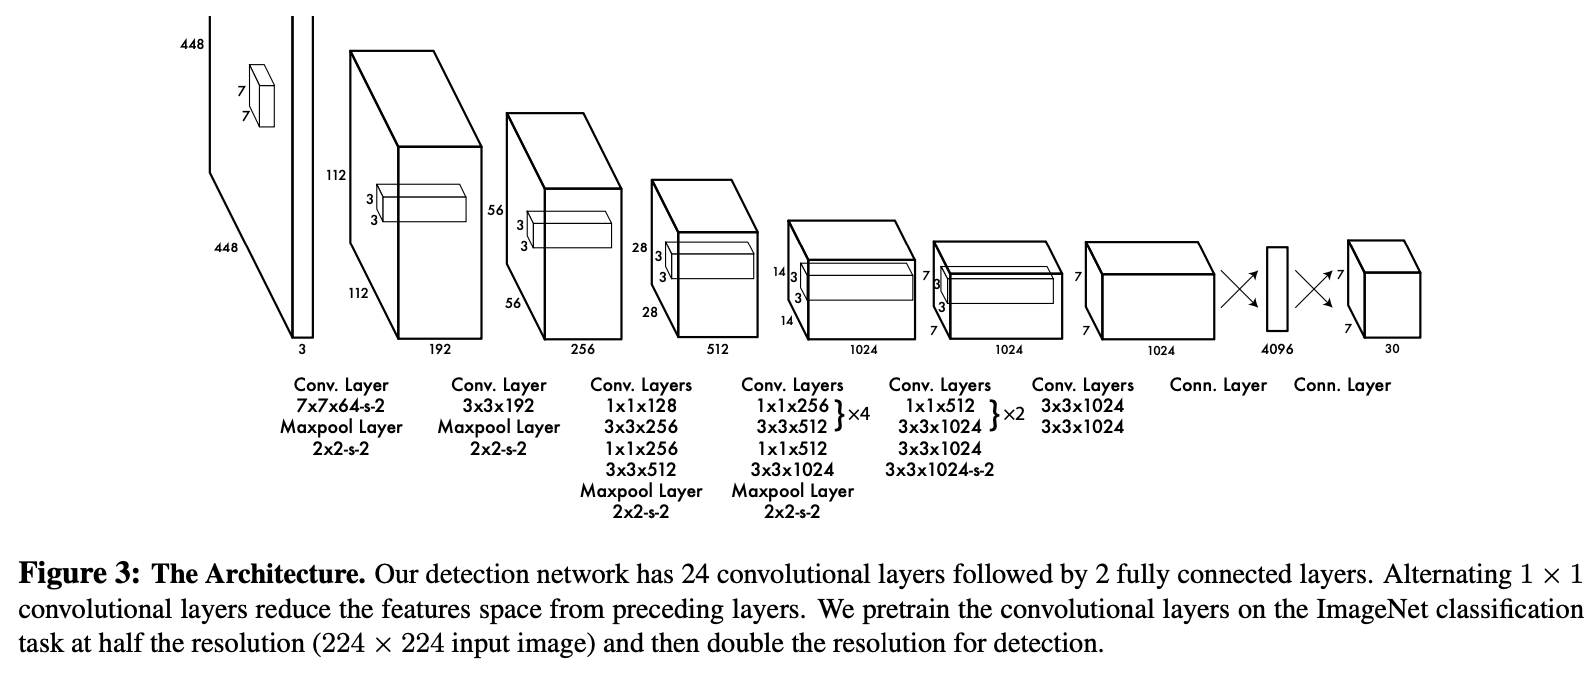 448
7
7
448
3
112
3
3
112
192
56
3
3
56
256
28
3
3
28
512
14
3
3
14
1024
7
3
3
7
1024
7
7
1024
4096
7
7
30
Conv. Layer
7x7x64-s-2
Maxpool Layer
2x2-s-2
Conv. Layer
3x3x192
Maxpool Layer
2x2-s-2
Conv. Layers
1x1x128
3x3x256
1x1x256
3x3x512
Maxpool Layer
2x2-s-2
Conv. Layers
1x1x256
3x3x512
}×4
1x1x512
3x3x1024
Maxpool Layer
2x2-s-2
Conv. Layers
1x1x512
3x3x1024
}×2
3x3x1024
3x3x1024-s-2
Conv. Layers
3x3x1024
3x3x1024
Conn. Layer
Conn. Layer
Figure 3: The Architecture. Our detection network has 24 convolutional layers followed by 2 fully connected layers. Alternating 1 × 1
convolutional layers reduce the features space from preceding layers. We pretrain the convolutional layers on the ImageNet classification
task at half the resolution (224 × 224 input image) and then double the resolution for detection.